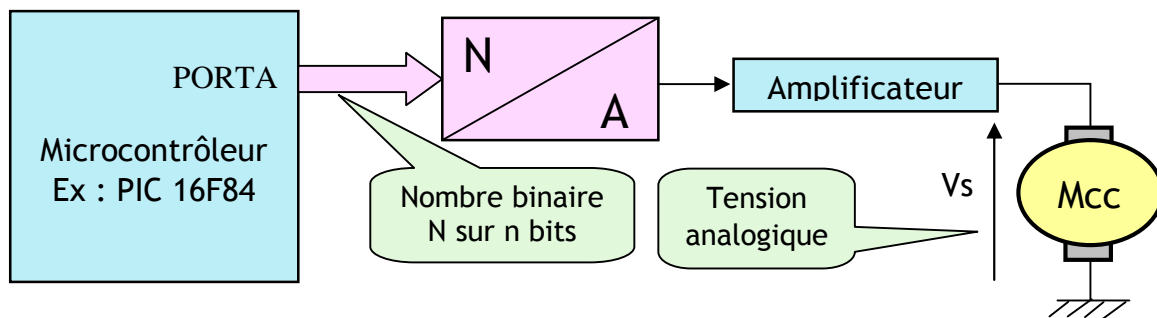 PORTA
Microcontrôleur
Ex : PIC 16F84
N
A
Amplificateur
Nombre binaire
N sur n bits
Tension
analogique
Vs
Mcc